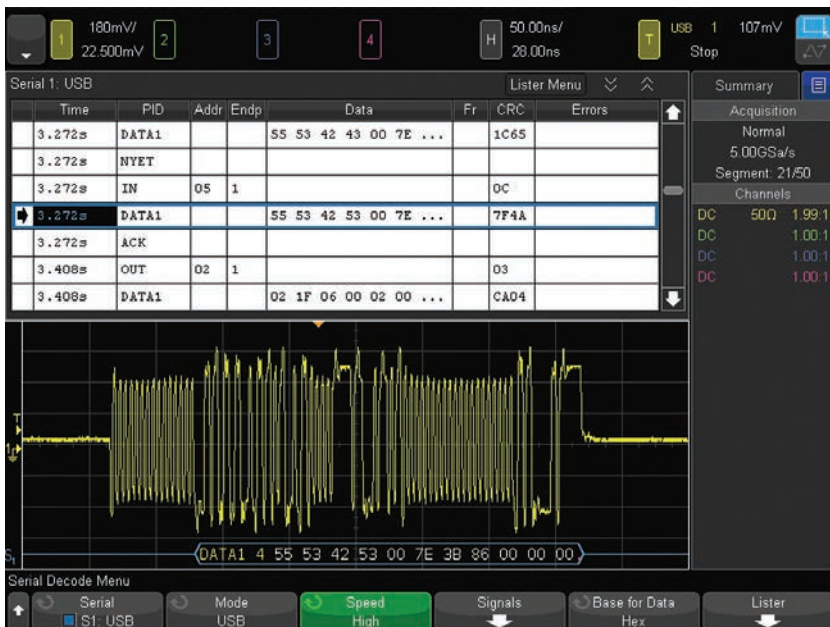 1 180mV/ 2 3 4 H 50.00ns/ T USB 1 107mV
22.500mV 28.00ns Stop
Serial 1: USB Lister Menu Summary
Time PID Addr Endp Data Fr CRC Errors
3.272s DATA1 55 53 42 43 00 7E ... 1C65
3.272s NYET
3.272s IN 05 1 0C
3.272s DATA1 55 53 42 53 00 7E ... 7F4A
3.272s ACK
3.408s OUT 02 1 03
3.408s DATA1 02 1F 06 00 02 00 ... CA04
Acquisition
Normal
5.00GSa/s
Segment: 21/50
Channels
DC 50Ω 1.99:1
DC 1.00:1
DC 1.00:1
DC 1.00:1
T
1
S1 DATA1 4 55 53 42 53 00 7E 3B 86 00 00 00
Serial Decode Menu
Serial Mode Speed Signals Base for Data Lister
S1: USB USB High Hex